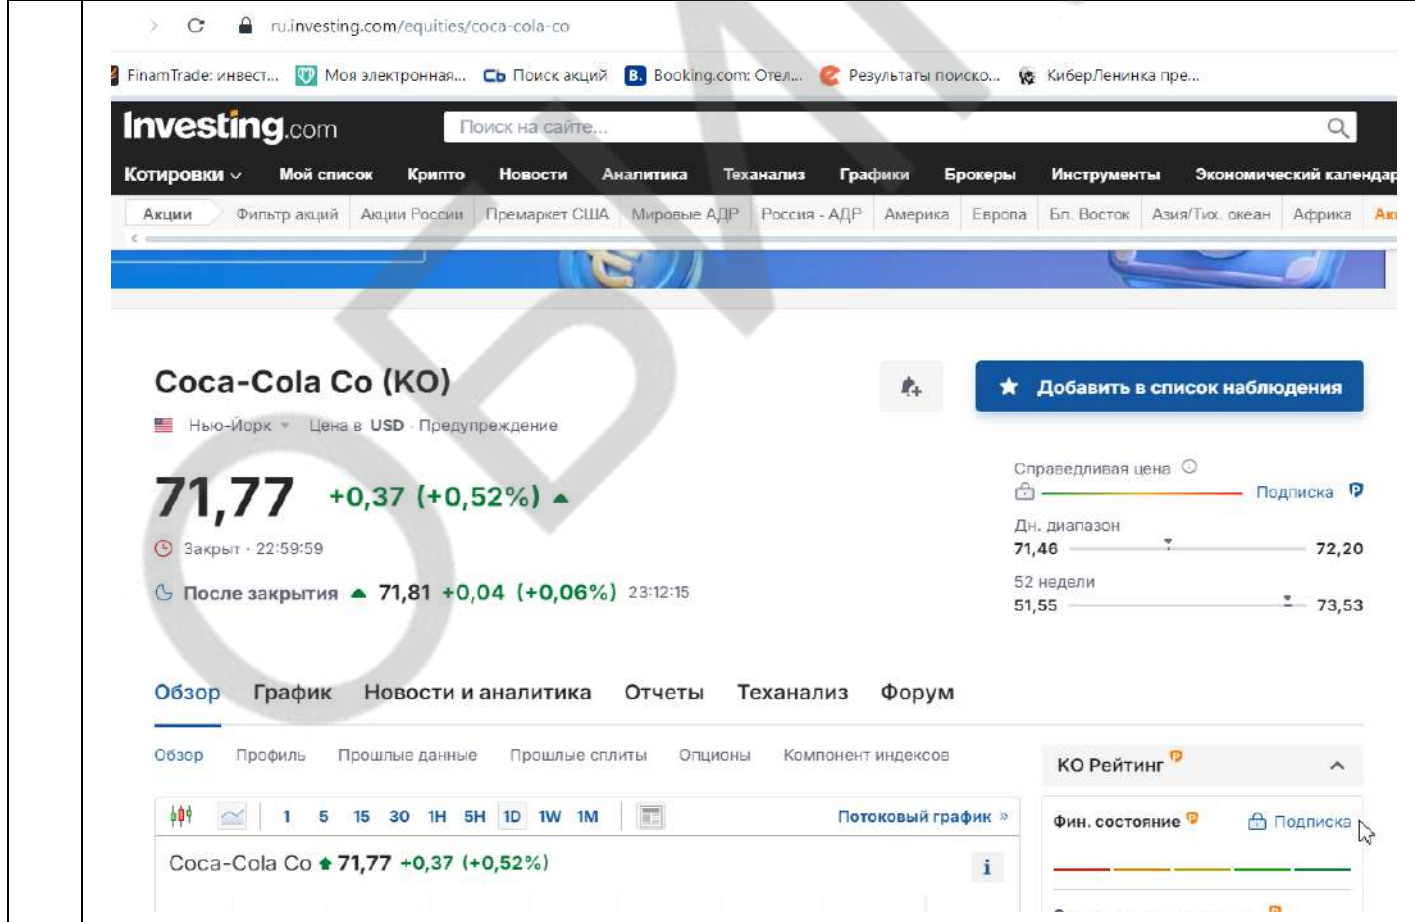 ru.investing.com/equities/coca-cola-co
FinamTrade: инвест... Моя электронная... Сь Поиск акций B. Booking.com: Отел... Результаты поиско... КиберЛенинка пре...
Investing.com Поиск на сайте...
Котировки Мой список Крипто Новости Аналитика Теханализ Графики Брокеры Инструменты Экономический календар
Акции Фильтр акций Акции России Премаркет США Мировые АДР Россия - АДР Америка Европа Бл. Восток Азия/Тих. океан Африка
Coca-Cola Co (KO)
Добавить в список наблюдения
Нью-Йорк Цена в USD · Предупреждение
71,77 +0,37 (+0,52%)
Закрыт · 22:59:59
После закрытия 71,81 +0,04 (+0,06%) 23:12:15
Справедливая цена
Подписка
Дн. диапазон
71,46 72,20
52 недели
51,55 73,53
Обзор График Новости и аналитика Отчеты Теханализ Форум
Обзор Профиль Прошлые данные Прошлые сплиты Опционы Компонент индексов
KO Рейтинг
1 5 15 30 1H 5H 1D 1W 1M Потоковый график »
Фин. состояние Подписка
Coca-Cola Co 71,77 +0,37 (+0,52%)